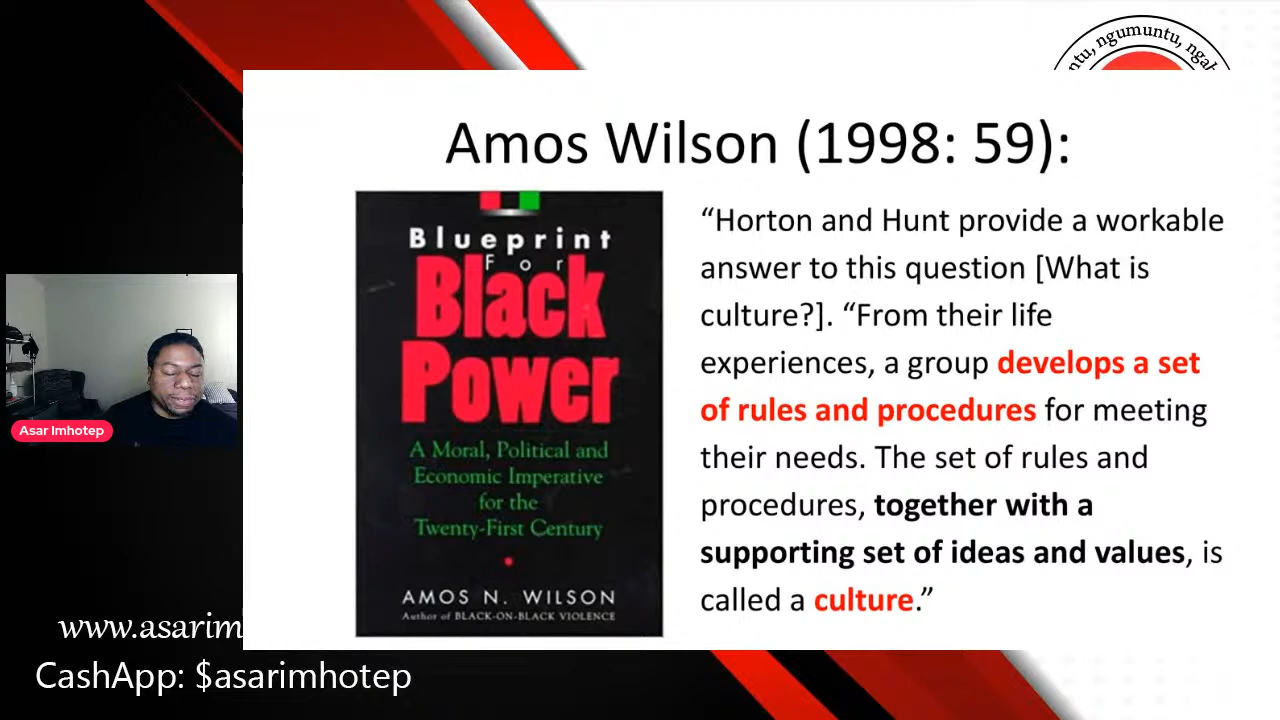 ntu, ngumuntu, ngab
Amos Wilson (1998: 59):
Blueprint
For
Black
Power
A Moral, Political and
Economic Imperative
for the
Twenty-First Century
AMOS N. WILSON
Author of BLACK-ON-BLACK VIOLENCE
“Horton and Hunt provide a workable
answer to this question [What is
culture?]. “From their life
experiences, a group develops a set
of rules and procedures for meeting
their needs. The set of rules and
procedures, together with a
supporting set of ideas and values, is
called a culture.”
Asar Imhotep
www.asarim
CashApp: $asarimhotep